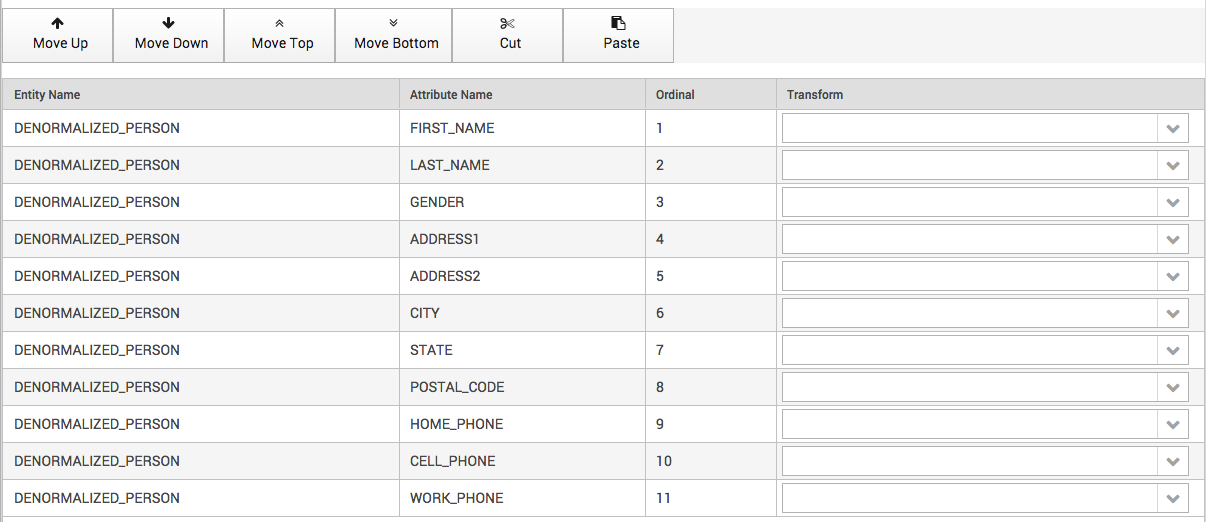 Move Up Move Down Move Top Move Bottom Cut Paste
Entity Name Attribute Name Ordinal Transform
DENORMALIZED_PERSON FIRST_NAME 1
DENORMALIZED_PERSON LAST_NAME 2
DENORMALIZED_PERSON GENDER 3
DENORMALIZED_PERSON ADDRESS1 4
DENORMALIZED_PERSON ADDRESS2 5
DENORMALIZED_PERSON CITY 6
DENORMALIZED_PERSON STATE 7
DENORMALIZED_PERSON POSTAL_CODE 8
DENORMALIZED_PERSON HOME_PHONE 9
DENORMALIZED_PERSON CELL_PHONE 10
DENORMALIZED_PERSON WORK_PHONE 11